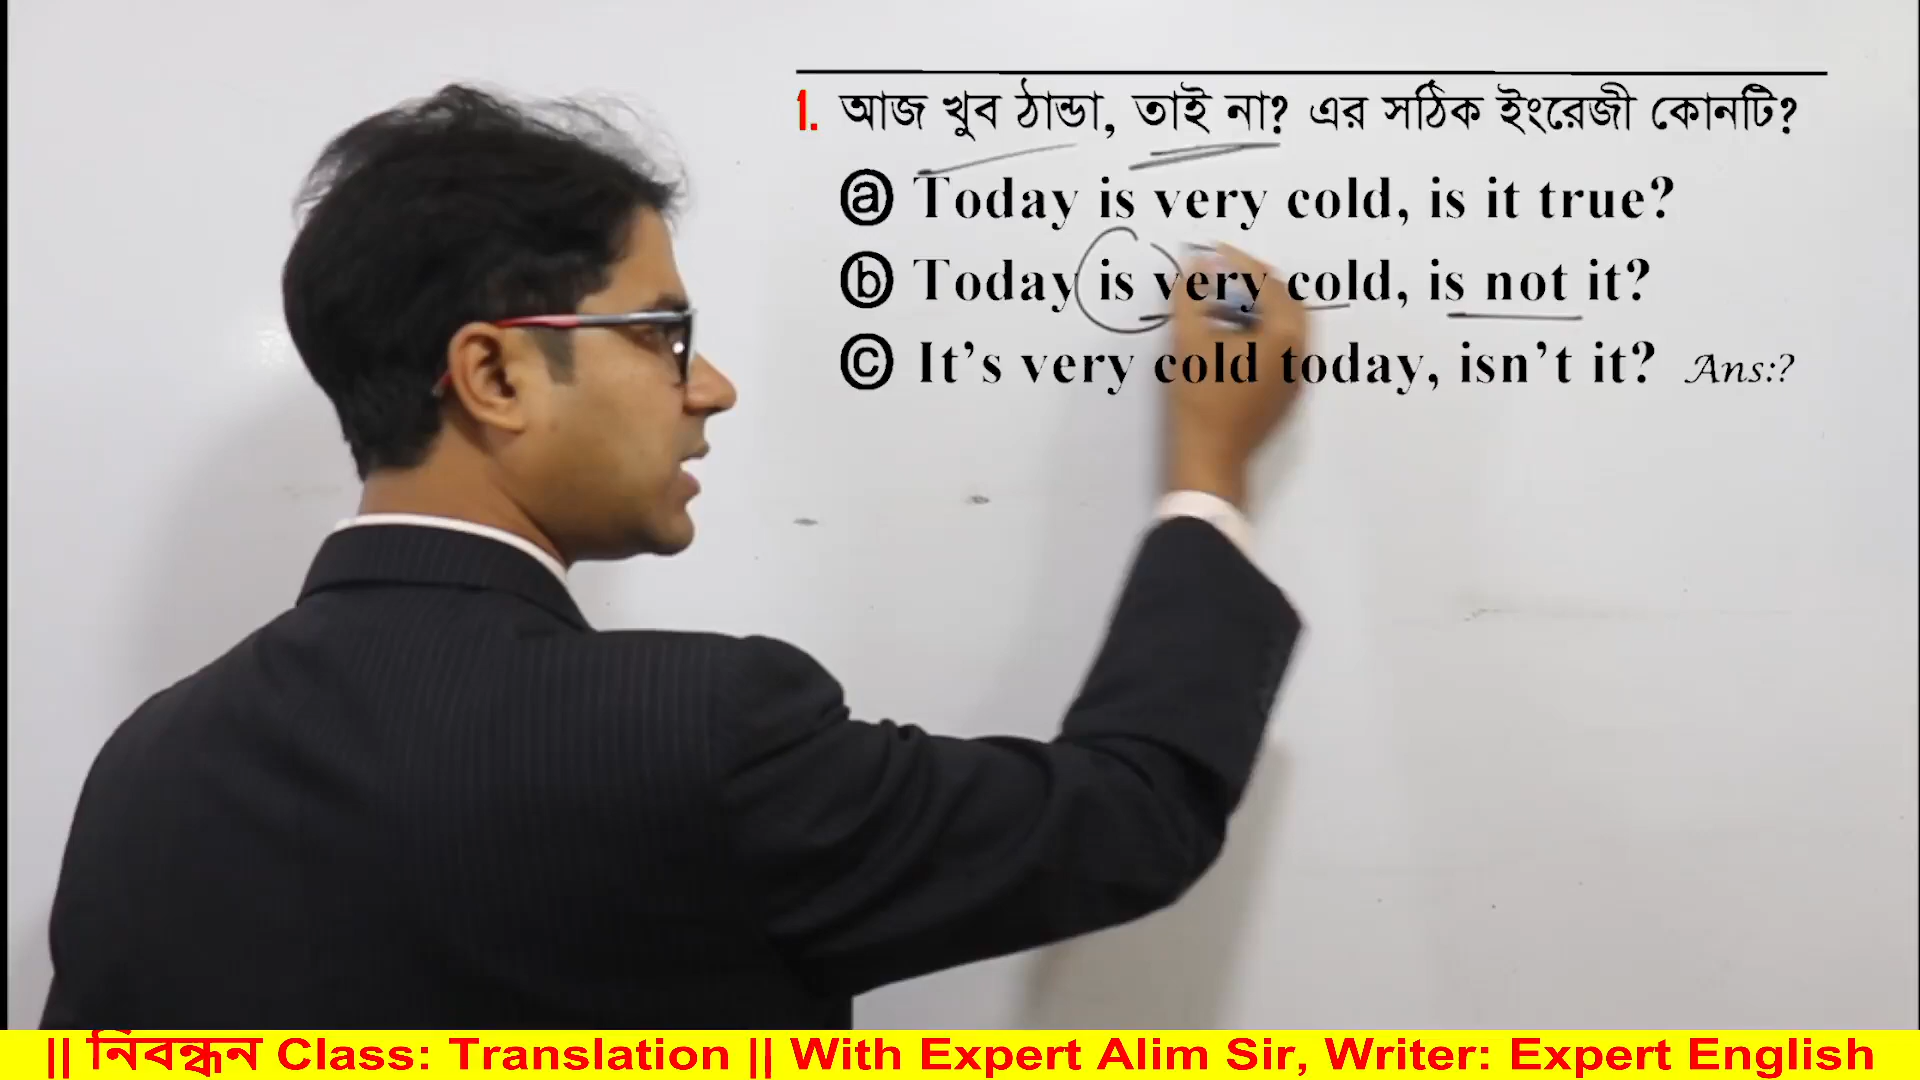 1. আজ খুব ঠান্ডা, তাই না? এর সঠিক ইংরেজী কোনটি?
ⓐ Today is very cold, is it true?
ⓑ Today is very cold, is not it?
ⓒ It’s very cold today, isn’t it? Ans:?
|| নিবন্ধন Class: Translation || With Expert Alim Sir, Writer: Expert English